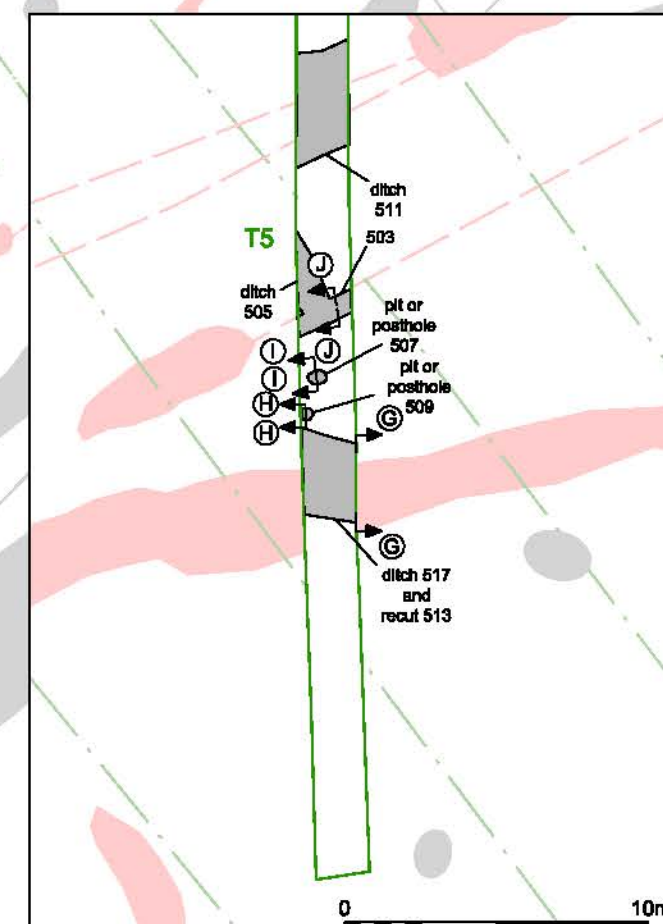 ditch
511
T5
503
J
ditch
505
pit or
posthole
507
I
J
I
pit or
posthole
509
H
G
H
G
ditch 517
and
recut 513
0
10m